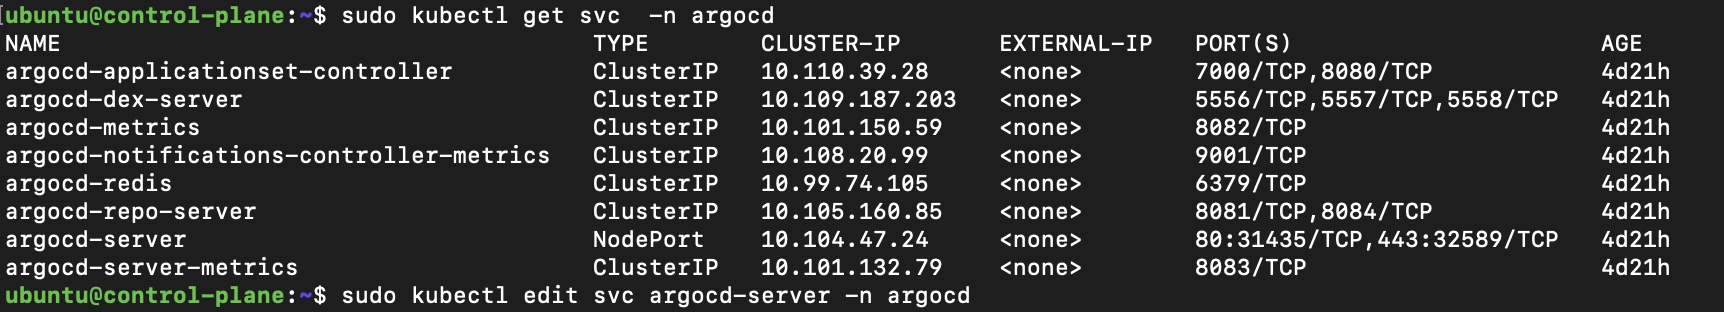 [ubuntu@control-plane:~$ sudo kubectl get svc  -n argocd
NAME                                      TYPE        CLUSTER-IP       EXTERNAL-IP   PORT(S)                      AGE
argocd-applicationset-controller          ClusterIP   10.110.39.28     <none>        7000/TCP,8080/TCP            4d21h
argocd-dex-server                         ClusterIP   10.109.187.203   <none>        5556/TCP,5557/TCP,5558/TCP   4d21h
argocd-metrics                            ClusterIP   10.101.150.59    <none>        8082/TCP                     4d21h
argocd-notifications-controller-metrics   ClusterIP   10.108.20.99     <none>        9001/TCP                     4d21h
argocd-redis                              ClusterIP   10.99.74.105     <none>        6379/TCP                     4d21h
argocd-repo-server                        ClusterIP   10.105.160.85    <none>        8081/TCP,8084/TCP            4d21h
argocd-server                             NodePort    10.104.47.24     <none>        80:31435/TCP,443:32589/TCP   4d21h
argocd-server-metrics                     ClusterIP   10.101.132.79    <none>        8083/TCP                     4d21h
ubuntu@control-plane:~$ sudo kubectl edit svc argocd-server -n argocd